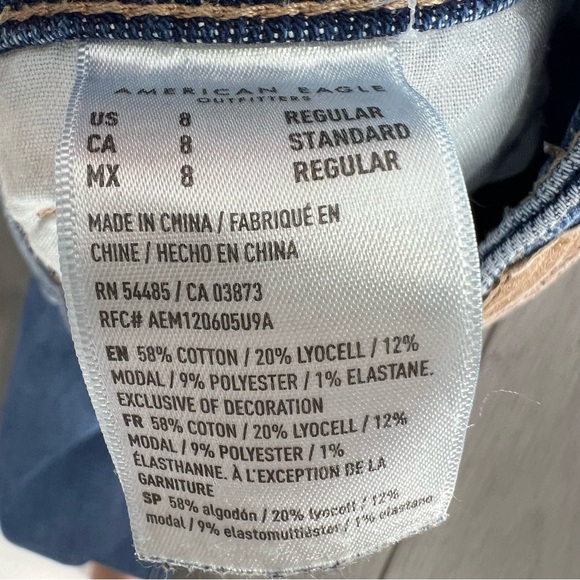 AMERICAN EAGLE
OUTFITTERS
US 8 REGULAR
CA 8 STANDARD
MX 8 REGULAR
MADE IN CHINA / FABRIQUÉ EN
CHINE / HECHO EN CHINA
RN 54485 / CA 03873
RFC# AEM120605U9A
EN 58% COTTON / 20% LYOCELL / 12%
MODAL / 9% POLYESTER / 1% ELASTANE.
EXCLUSIVE OF DECORATION
FR 58% COTON / 20% LYOCELL / 12%
MODAL / 9% POLYESTER / 1%
ÉLASTHANNE. À L'EXCEPTION DE LA
GARNITURE
SP 58% algodón / 20% lyocell / 12%
modal / 9% elastomultiéster / 1% elastano